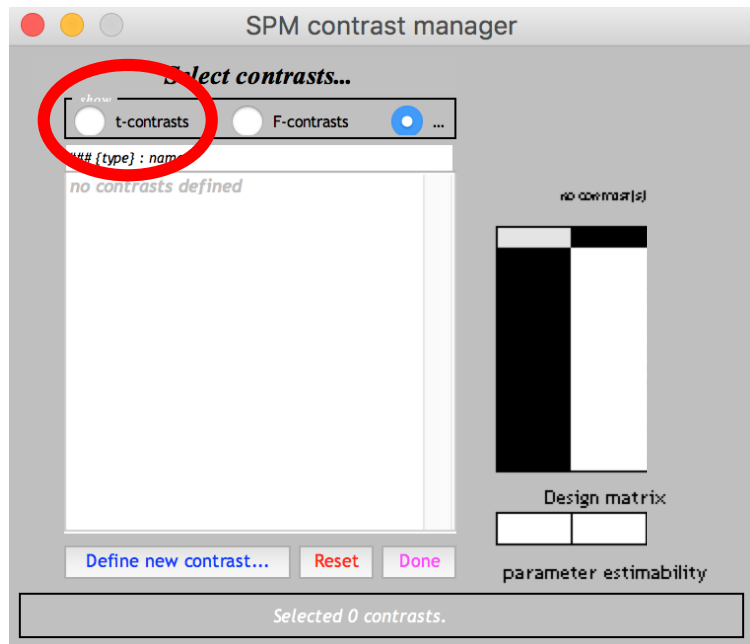 SPM contrast manager
Select contrasts...
show
t-contrasts F-contrasts ...
### {type} : name
no contrasts defined
no contrast(s)
Design matrix
parameter estimability
Define new contrast... Reset Done
Selected 0 contrasts.